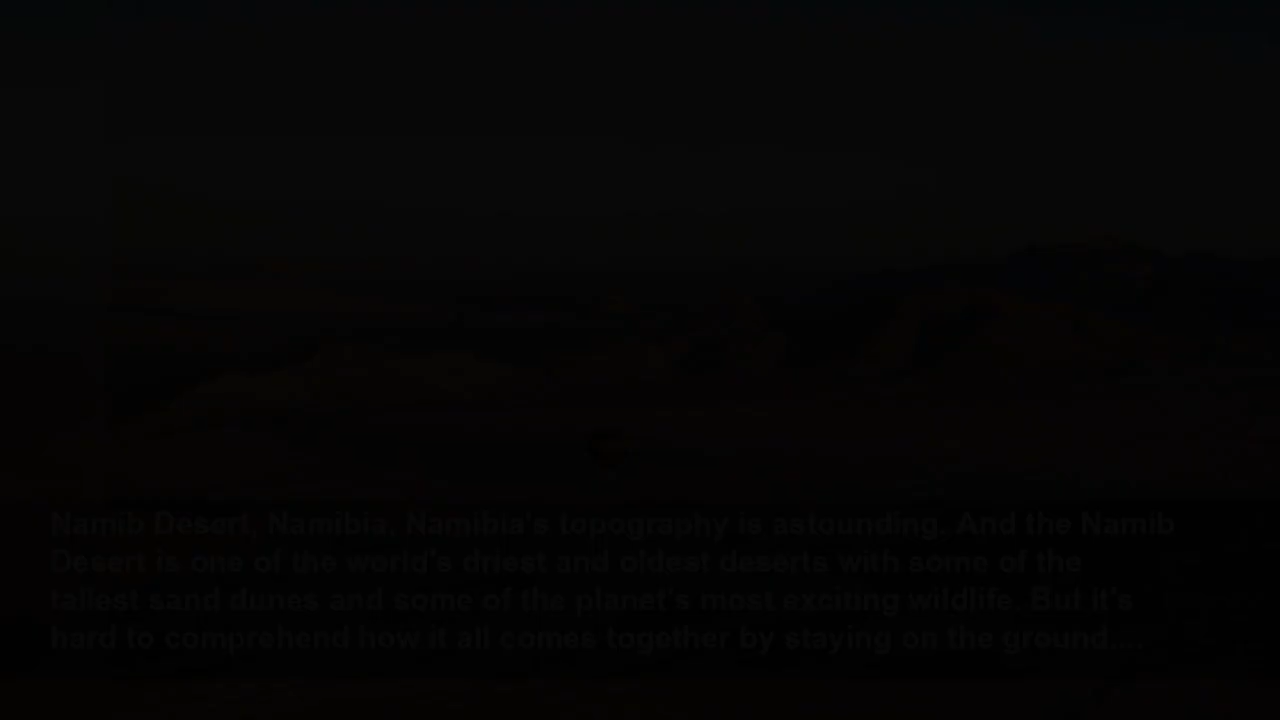 Namib Desert, Namibia. Namibia's topography is astounding. And the Namib
Desert is one of the world's driest and oldest deserts with some of the
tallest sand dunes and some of the planet's most exciting wildlife. But it's
hard to comprehend how it all comes together by staying on the ground....